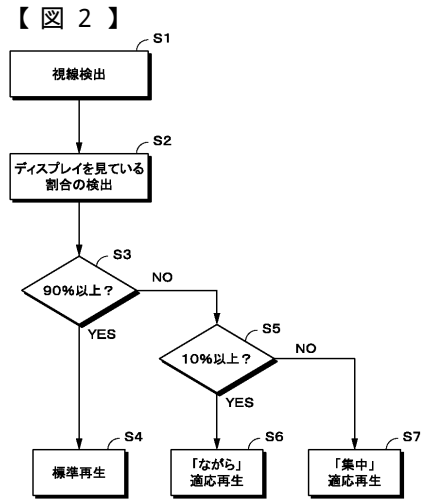 【図2】
S1
視線検出
S2
ディスプレイを見ている
割合の検出
S3
90%以上?
NO
YES
S5
10%以上?
NO
YES
S4
標準再生
S6
「ながら」
適応再生
S7
「集中」
適応再生